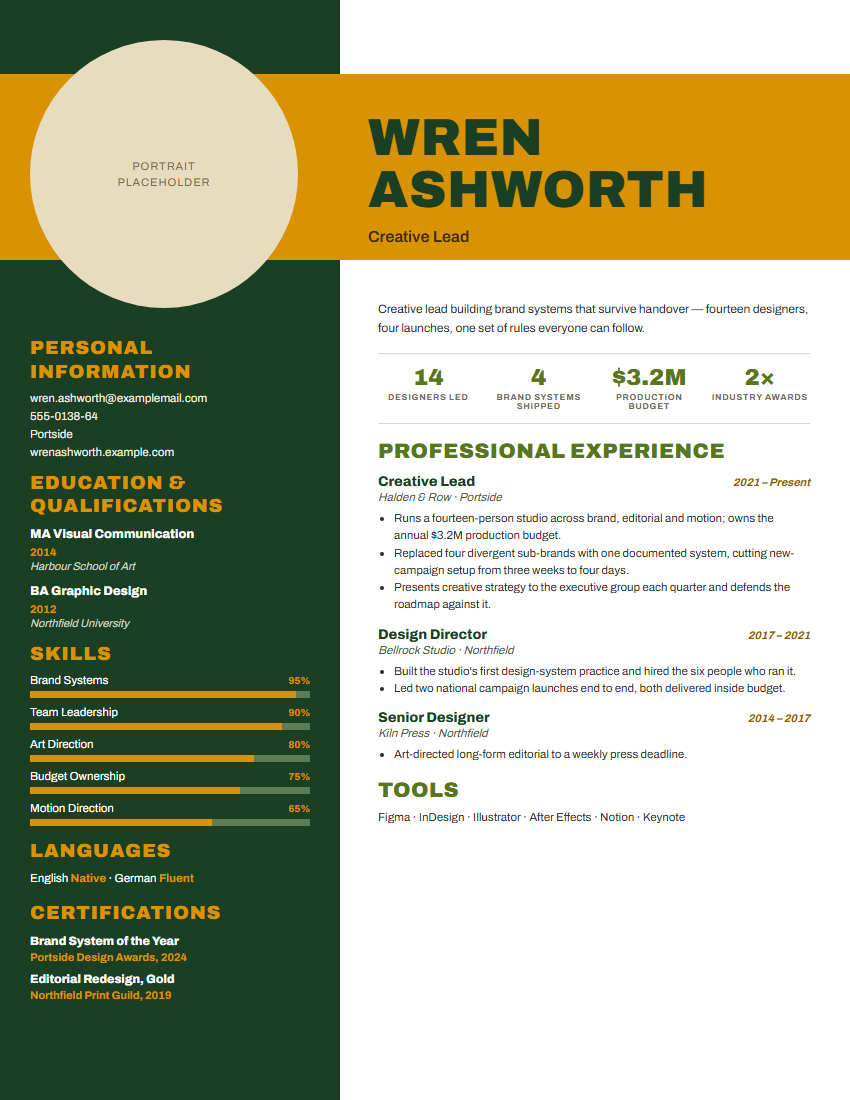 PORTRAIT
PLACEHOLDER
WREN
ASHWORTH
Creative Lead
PERSONAL
INFORMATION
wren.ashworth@examplemail.com
555-0138-64
Portside
wrenashworth.example.com
EDUCATION &
QUALIFICATIONS
MA Visual Communication
2014
Harbour School of Art
BA Graphic Design
2012
Northfield University
SKILLS
Brand Systems 95%
Team Leadership 90%
Art Direction 80%
Budget Ownership 75%
Motion Direction 65%
LANGUAGES
English Native · German Fluent
CERTIFICATIONS
Brand System of the Year
Portside Design Awards, 2024
Editorial Redesign, Gold
Northfield Print Guild, 2019
Creative lead building brand systems that survive handover — fourteen designers,
four launches, one set of rules everyone can follow.
14
DESIGNERS LED
4
BRAND SYSTEMS
SHIPPED
$3.2M
PRODUCTION
BUDGET
2×
INDUSTRY AWARDS
PROFESSIONAL EXPERIENCE
Creative Lead 2021 – Present
Halden & Row · Portside
• Runs a fourteen-person studio across brand, editorial and motion; owns the
annual $3.2M production budget.
• Replaced four divergent sub-brands with one documented system, cutting new-
campaign setup from three weeks to four days.
• Presents creative strategy to the executive group each quarter and defends the
roadmap against it.
Design Director 2017 – 2021
Bellrock Studio · Northfield
• Built the studio's first design-system practice and hired the six people who ran it.
• Led two national campaign launches end to end, both delivered inside budget.
Senior Designer 2014 – 2017
Kiln Press · Northfield
• Art-directed long-form editorial to a weekly press deadline.
TOOLS
Figma · InDesign · Illustrator · After Effects · Notion · Keynote